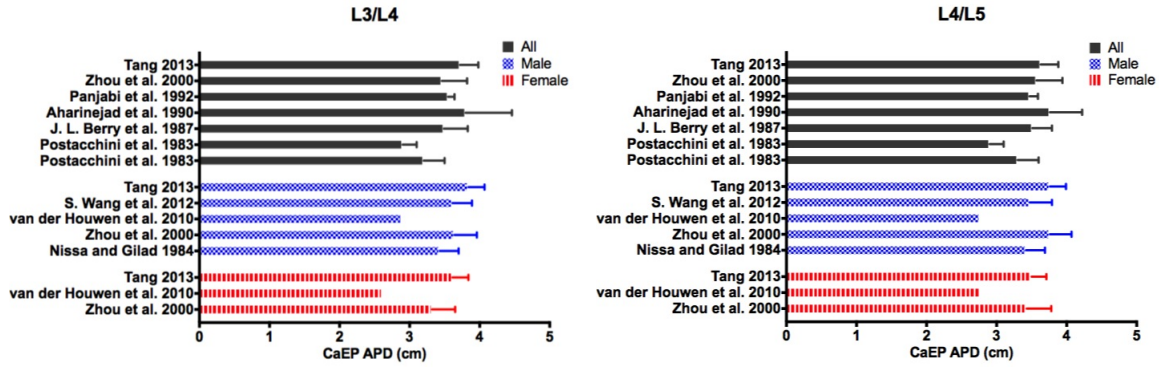 L3/L4
All
Male
Female
Tang 2013
Zhou et al. 2000
Panjabi et al. 1992
Aharinejad et al. 1990
J. L. Berry et al. 1987
Postacchini et al. 1983
Postacchini et al. 1983
Tang 2013
S. Wang et al. 2012
van der Houwen et al. 2010
Zhou et al. 2000
Nissa and Gilad 1984
Tang 2013
van der Houwen et al. 2010
Zhou et al. 2000
0 1 2 3 4 5
CaEP APD (cm)
L4/L5
All
Male
Female
Tang 2013
Zhou et al. 2000
Panjabi et al. 1992
Aharinejad et al. 1990
J. L. Berry et al. 1987
Postacchini et al. 1983
Postacchini et al. 1983
Tang 2013
S. Wang et al. 2012
van der Houwen et al. 2010
Zhou et al. 2000
Nissa and Gilad 1984
Tang 2013
van der Houwen et al. 2010
Zhou et al. 2000
0 1 2 3 4 5
CaEP APD (cm)